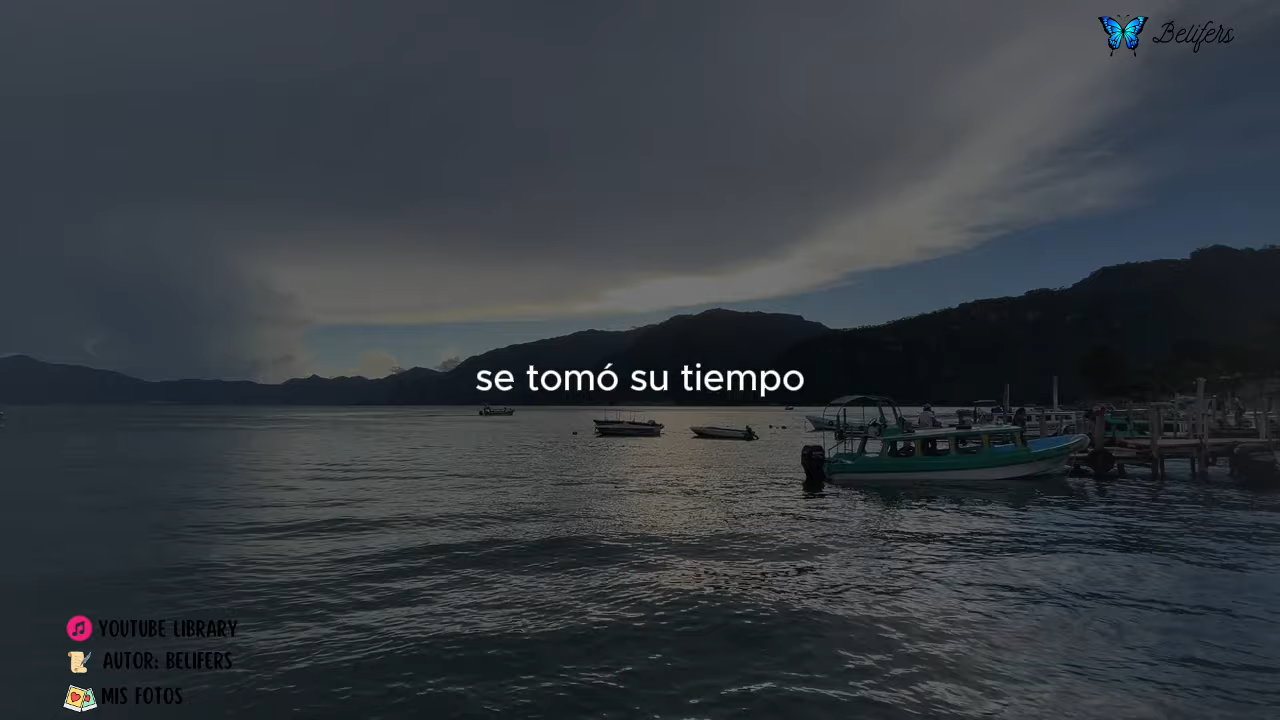 Belifers
se tomó su tiempo
YOUTUBE LIBRARY
AUTOR: BELIFERS
MIS FOTOS